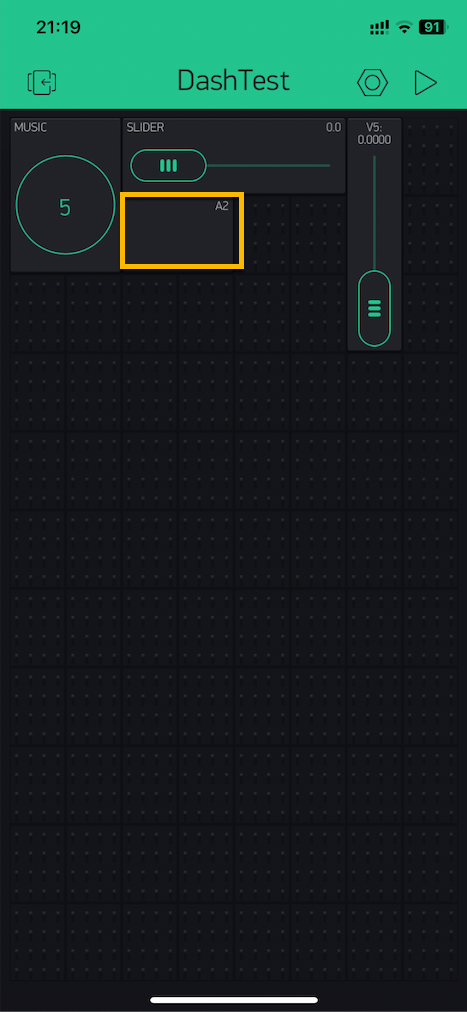 21:19
91
DashTest
MUSIC
SLIDER
0.0
V5:
0.0000
5
A2